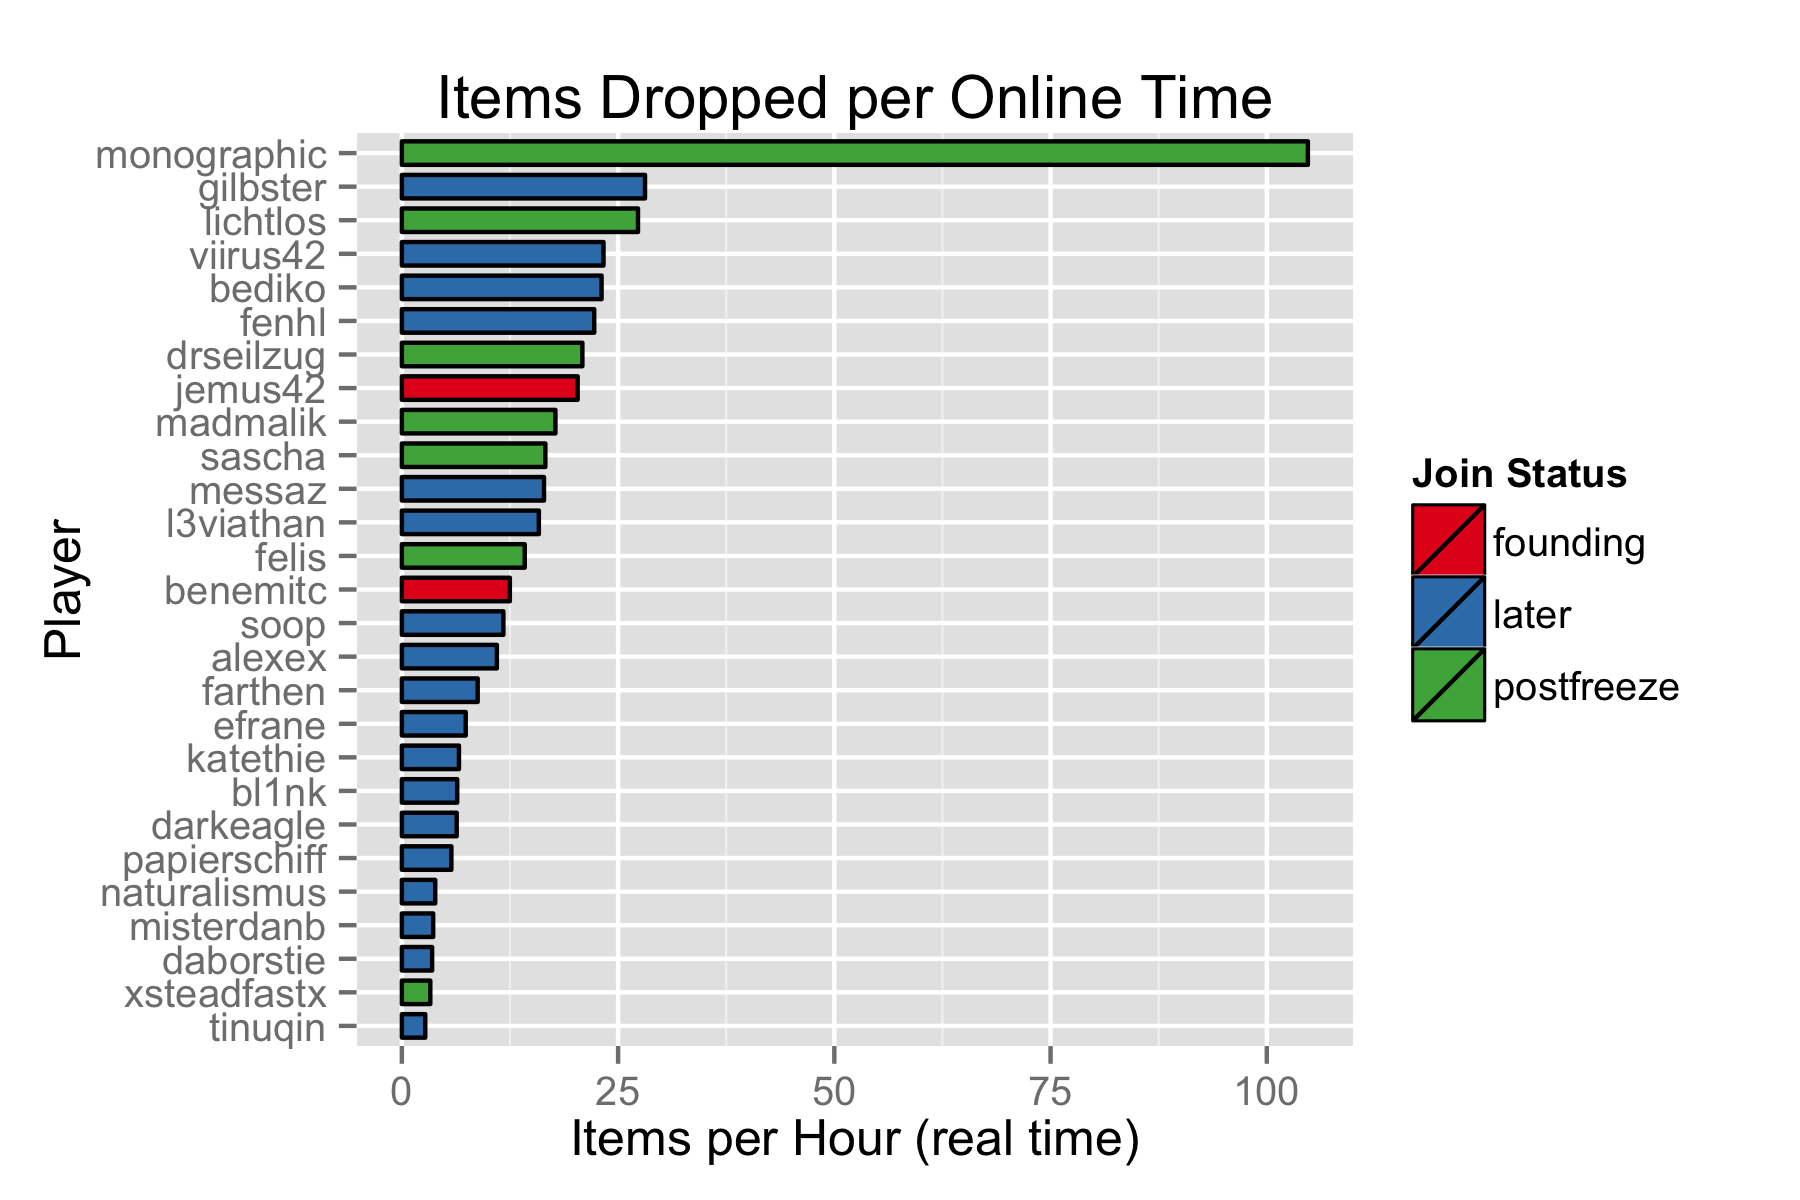 Items Dropped per Online Time
monographic
gilbster
lichtlos
viirus42
bediko
fenhl
drseilzug
jemus42
madmalik
sascha
messaz
l3viathan
felis
benemitc
soop
alexex
farthen
efrane
katethie
bl1nk
darkeagle
papierschiff
naturalismus
misterdanb
daborstie
xsteadfastx
tinuqin
Player
0 25 50 75 100
Items per Hour (real time)
Join Status
founding
later
postfreeze